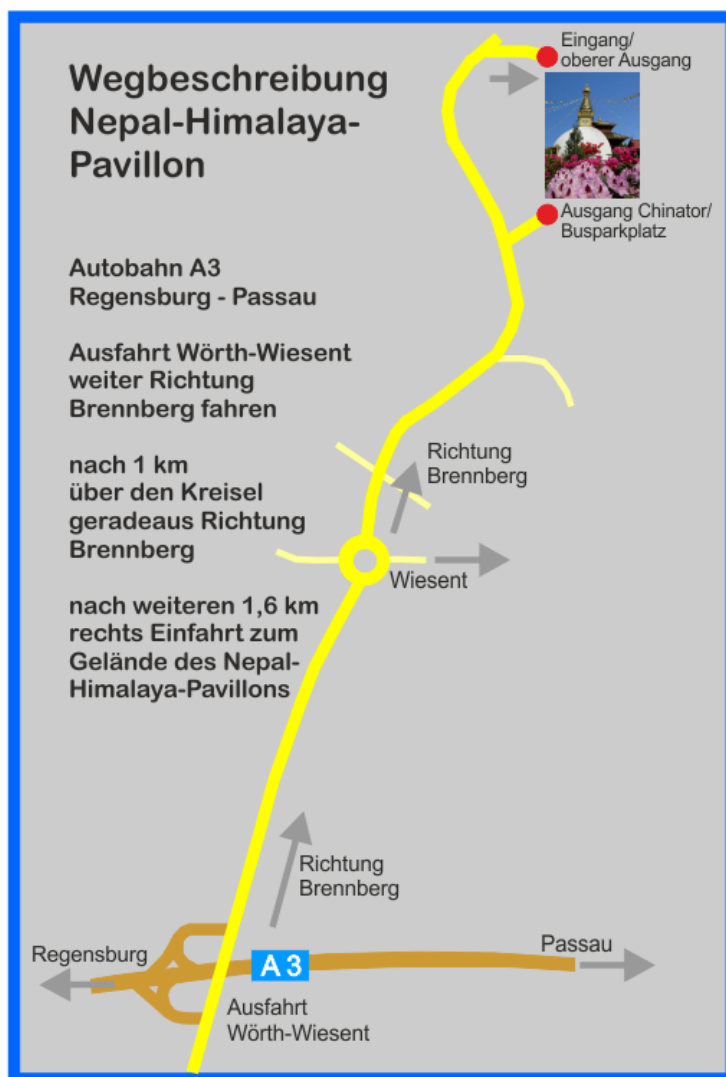 Wegbeschreibung
Nepal-Himalaya-
Pavillon
Autobahn A3
Regensburg - Passau
Ausfahrt Wörth-Wiesent
weiter Richtung
Brennberg fahren
nach 1 km
über den Kreisel
geradeaus Richtung
Brennberg
nach weiteren 1,6 km
rechts Einfahrt zum
Gelände des Nepal-
Himalaya-Pavillons
Eingang/
oberer Ausgang
Ausgang Chinator/
Busparkplatz
Richtung
Brennberg
Wiesent
Richtung
Brennberg
Regensburg
A 3
Passau
Ausfahrt
Wörth-Wiesent